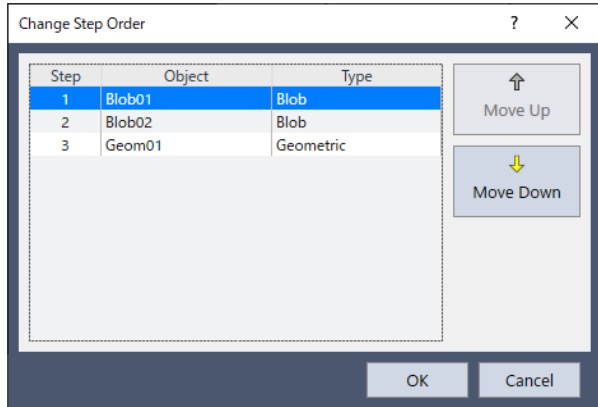 Change Step Order ? ×
Step Object Type
1 Blob01 Blob
2 Blob02 Blob
3 Geom01 Geometric
Move Up
Move Down
OK Cancel